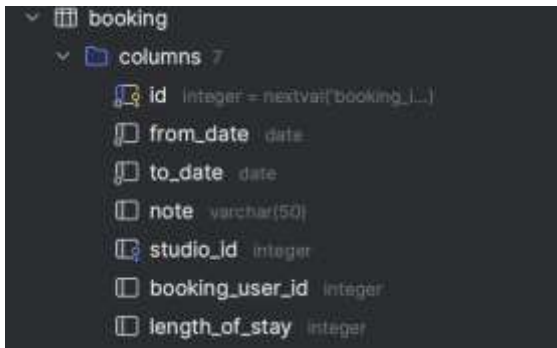 booking
columns 7
id integer = nextval('booking_i...)
from_date date
to_date date
note varchar(50)
studio_id integer
booking_user_id integer
length_of_stay integer